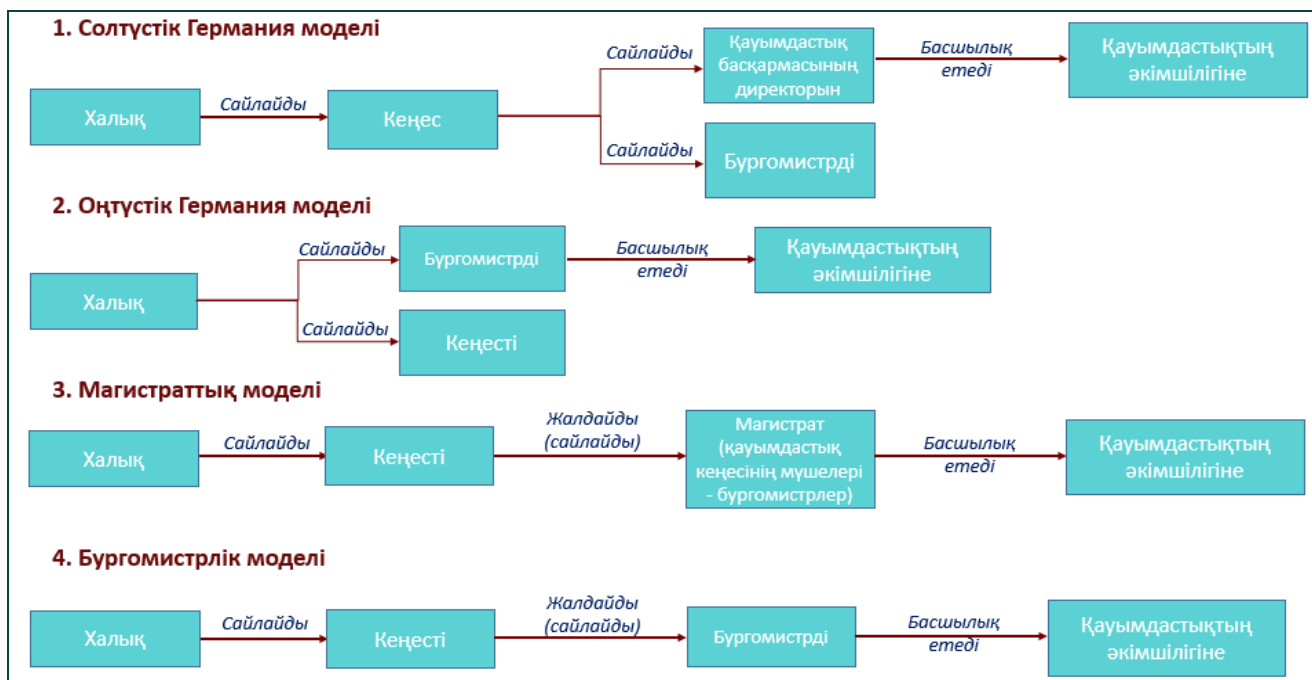 1. Солтүстік Германия моделі
Халық
Сайлайды
Кеңес
Сайлайды
Қауымдастық
басқармасының
директорын
Басшылық
етеді
Қауымдастықтың
әкімшілігіне
Сайлайды
Бургомистрді
2. Оңтүстік Германия моделі
Халық
Сайлайды
Бургомистрді
Басшылық
етеді
Қауымдастықтың
әкімшілігіне
Сайлайды
Кеңесті
3. Магистраттық моделі
Халық
Сайлайды
Кеңесті
Жалдайды
(сайлайды)
Магистрат
(қауымдастық
кеңесінің мүшелері
- бургомистрлер)
Басшылық
етеді
Қауымдастықтың
әкімшілігіне
4. Бургомистрлік моделі
Халық
Сайлайды
Кеңесті
Жалдайды
(сайлайды)
Бургомистрді
Басшылық
етеді
Қауымдастықтың
әкімшілігіне